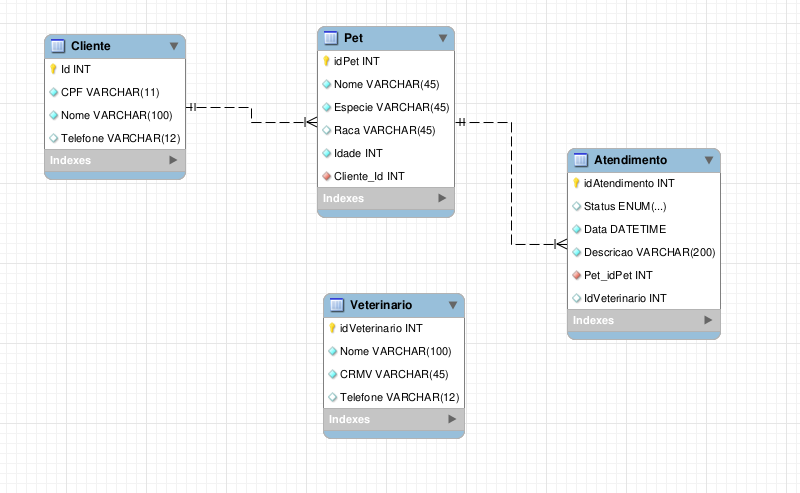 Cliente
Id INT
CPF VARCHAR(11)
Nome VARCHAR(100)
Telefone VARCHAR(12)
Indexes
Pet
idPet INT
Nome VARCHAR(45)
Especie VARCHAR(45)
Raca VARCHAR(45)
Idade INT
Cliente_Id INT
Indexes
Atendimento
idAtendimento INT
Status ENUM(...)
Data DATETIME
Descricao VARCHAR(200)
Pet_idPet INT
IdVeterinario INT
Indexes
Veterinario
idVeterinario INT
Nome VARCHAR(100)
CRMV VARCHAR(45)
Telefone VARCHAR(12)
Indexes